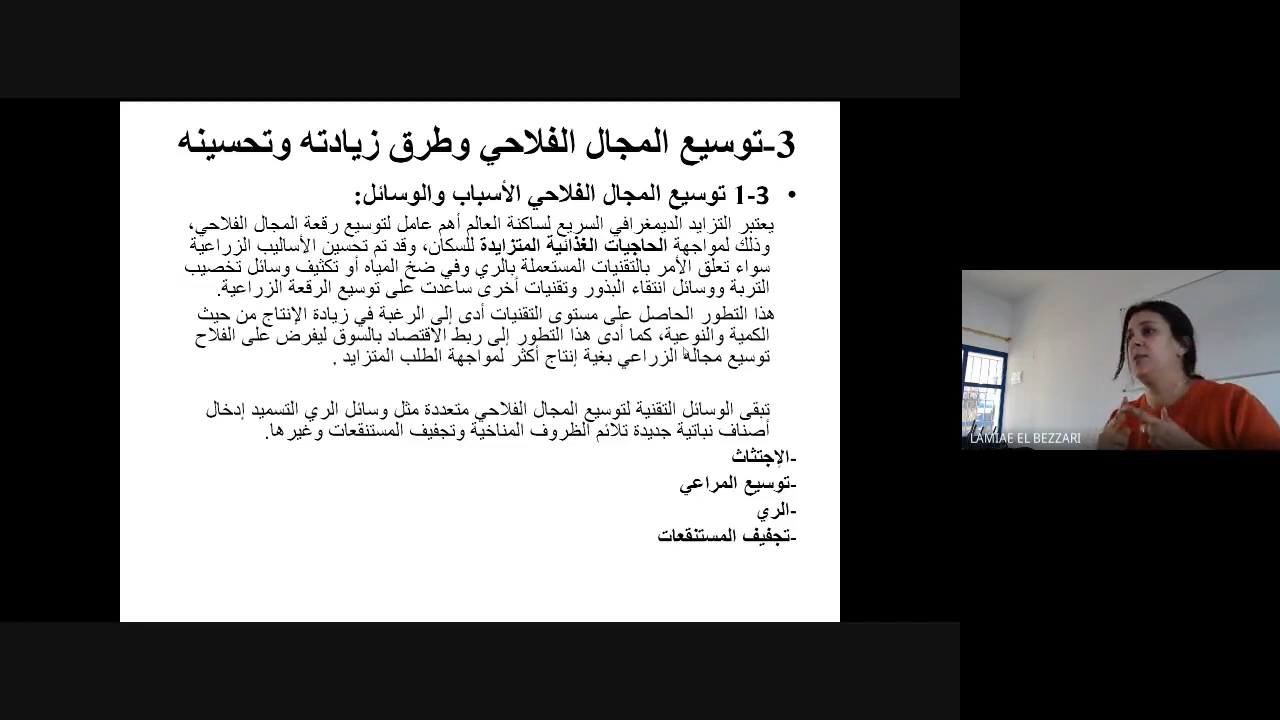 3-توسيع المجال الفلاحي وطرق زيادته وتحسينه
• 3-1 توسيع المجال الفلاحي الأسباب والوسائل:
يعتبر التزايد الديمغرافي السريع لساكنة العالم أهم عامل لتوسيع رقعة المجال الفلاحي،
وذلك لمواجهة الحاجيات الغذائية المتزايدة للسكان، وقد تم تحسين الأساليب الزراعية
سواء تعلق الأمر بالتقنيات المستعملة بالري وفي ضخ المياه أو تكثيف وسائل تخصيب
التربة ووسائل انتقاء البذور وتقنيات أخرى ساعدت على توسيع الرقعة الزراعية.
هذا التطور الحاصل على مستوى التقنيات أدى إلى الرغبة في زيادة الإنتاج من حيث
الكمية والنوعية، كما أدى هذا التطور إلى ربط الاقتصاد بالسوق ليفرض على الفلاح
توسيع مجاله الزراعي بغية إنتاج أكثر لمواجهة الطلب المتزايد .
تبقى الوسائل التقنية لتوسيع المجال الفلاحي متعددة مثل وسائل الري التسميد إدخال
أصناف نباتية جديدة تلائم الظروف المناخية وتجفيف المستنقعات وغيرها.
-الإجتثاث
-توسيع المراعي
-الري
-تجفيف المستنقعات
LAMIAE EL BEZZARI